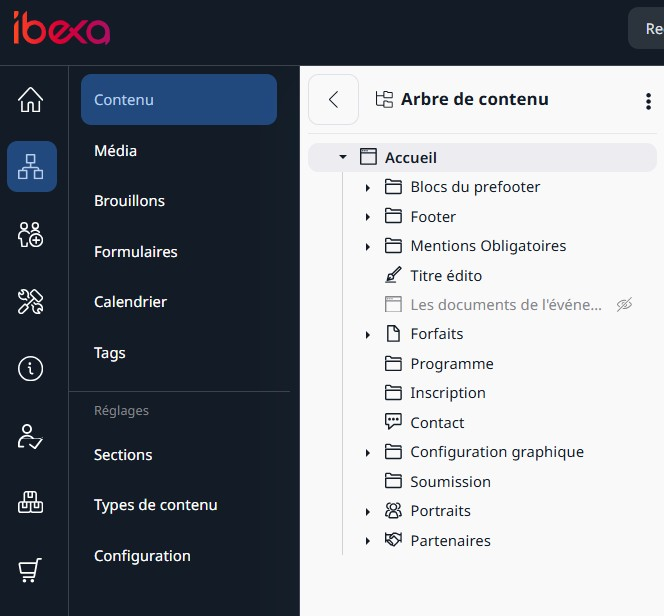 ibexa
Re
Contenu
Média
Brouillons
Formulaires
Calendrier
Tags
Réglages
Sections
Types de contenu
Configuration
Arbre de contenu
Accueil
Blocs du prefooter
Footer
Mentions Obligatoires
Titre édito
Les documents de l'événe...
Forfaits
Programme
Inscription
Contact
Configuration graphique
Soumission
Portraits
Partenaires